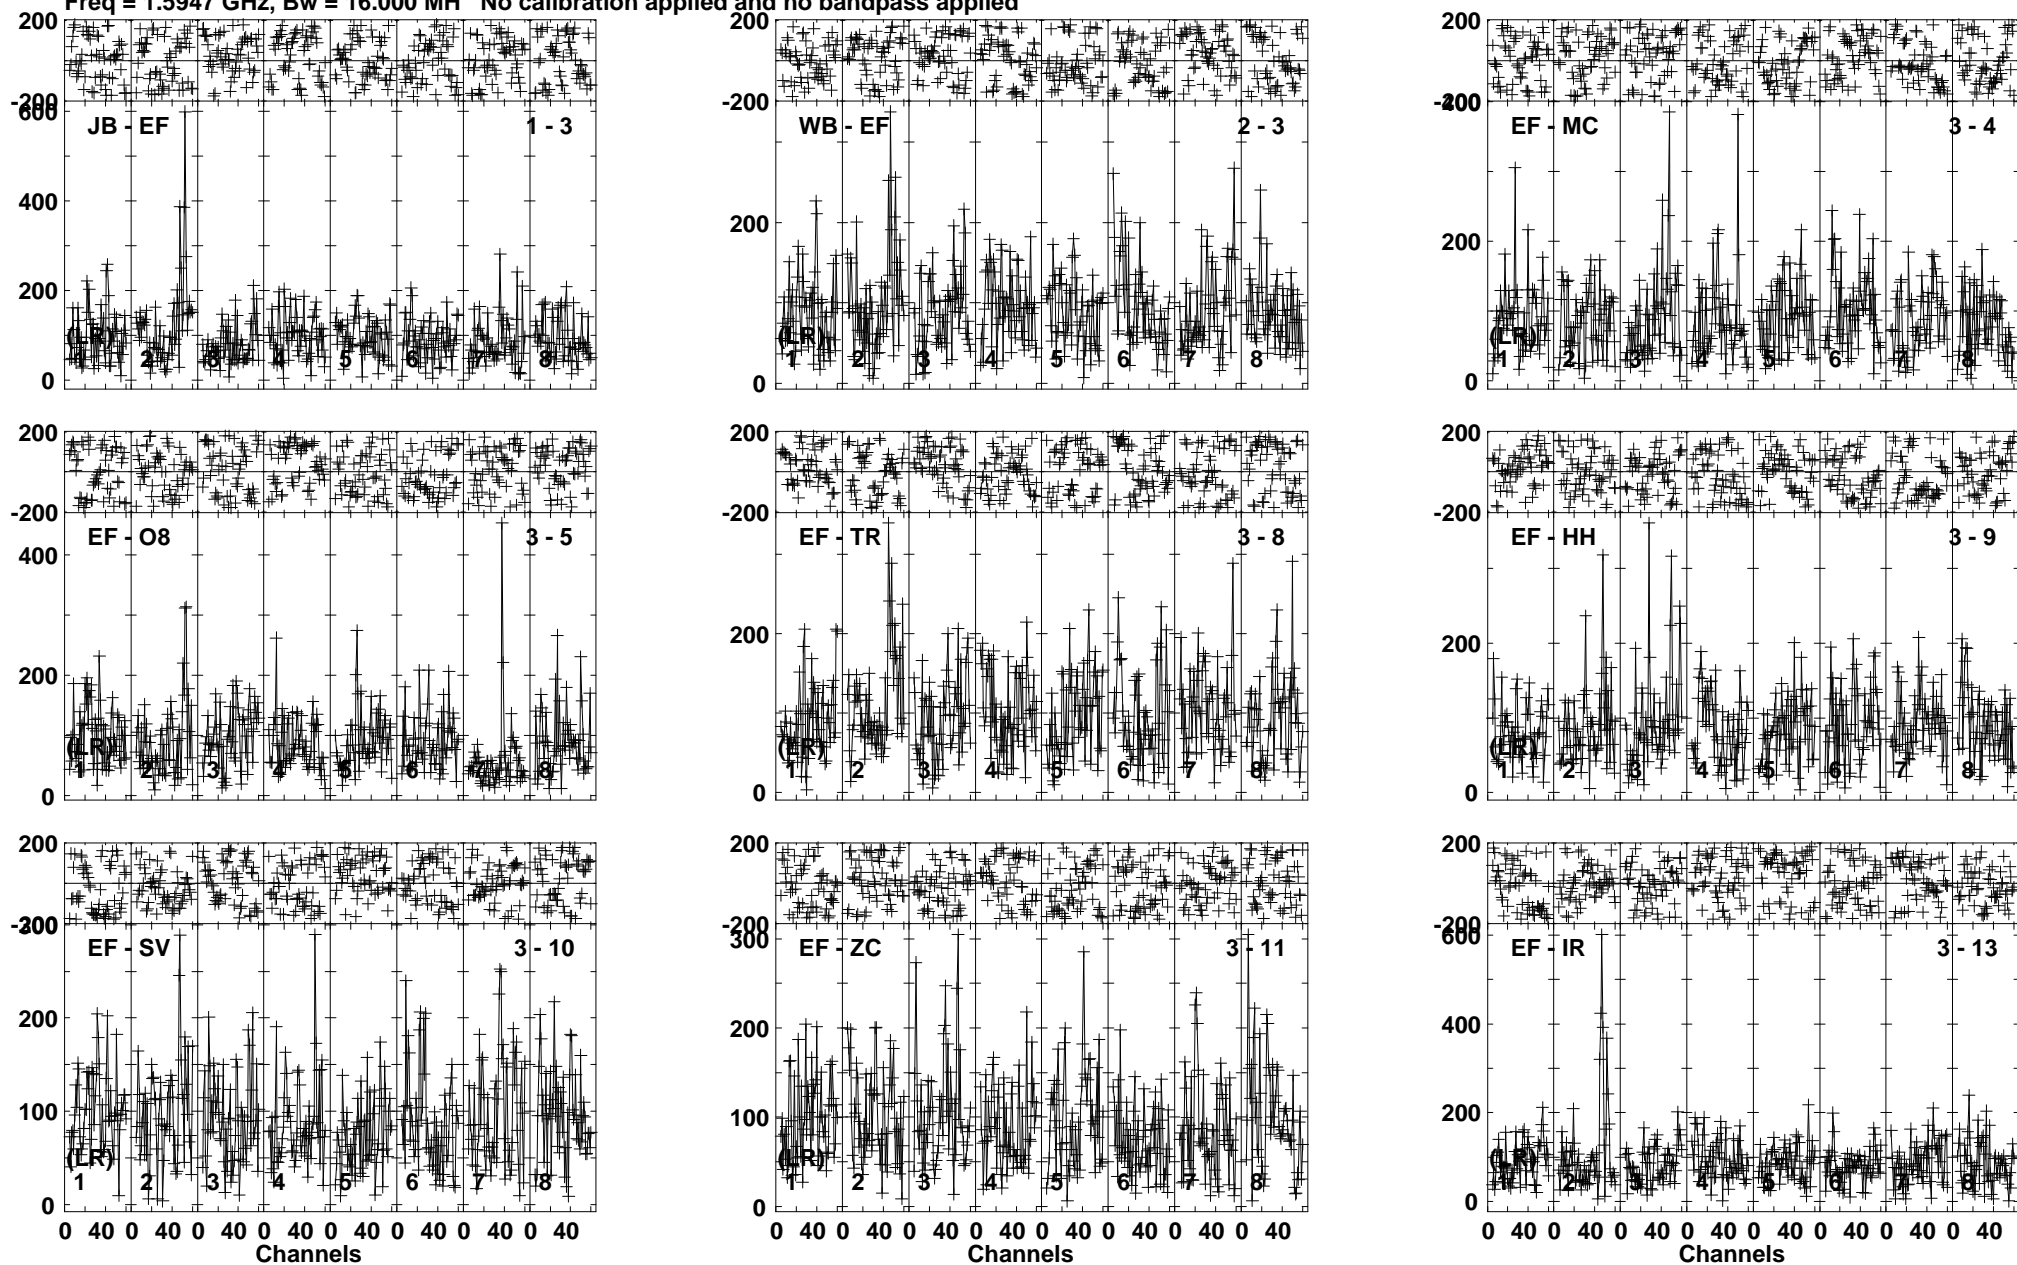 Freq = 1.5947 GHz, Bw = 16.000 MH No calibration applied and no bandpass applied
200 200 200
-200 -200 -200
600 400
JB - EF 1 - 3 WB - EF 2 - 3 EF - MC 3 - 4
400
200 200 200
(LR) (LR) (LR)
1 2 3 4 5 6 7 8 1 2 3 4 5 6 7 8 1 2 3 4 5 6 7 8
0 0 0
200 200 200
-200 -200 -200
EF - O8 3 - 5 EF - TR 3 - 8 EF - HH 3 - 9
400
200 200 200
(LR) (LR) (LR)
1 2 3 4 5 6 7 8 1 2 3 4 5 6 7 8 1 2 3 4 5 6 7 8
0 0 0
200 200 200
-200 -200 -200
300 300 600
EF - SV 3 - 10 EF - ZC 3 - 11 EF - IR 3 - 13
200 200 400
100 100 200
(LR) (LR) (LR)
1 2 3 4 5 6 7 8 1 2 3 4 5 6 7 8 1 2 3 4 5 6 7 8
0 0 0
0 40 0 40 0 40 0 40 0 40 0 40 0 40 0 40 0 40 0 40 0 40 0 40 0 40 0 40 0 40 0 40 0 40 0 40 0 40 0 40 0 40 0 40 0 40 0 40
Channels Channels Channels